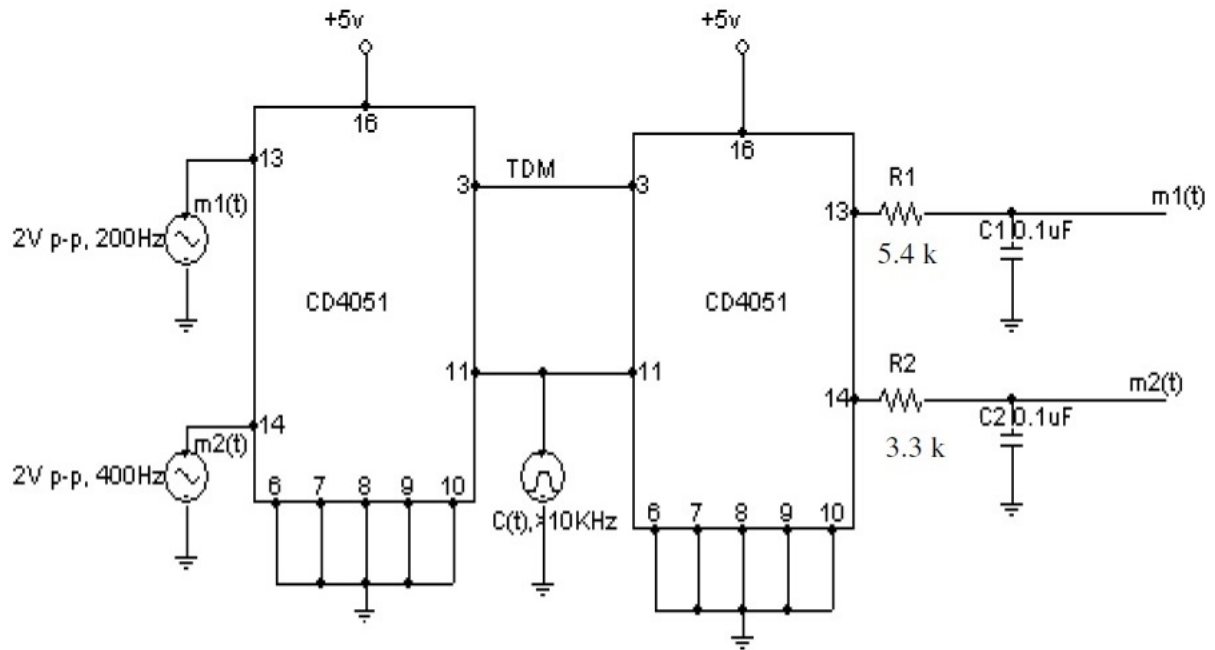 +5v
+5v
16
16
13
3
TDM
3
R1
m1(t)
m1(t)
13
C1
0.1uF
2V p-p, 200Hz
5.4 k
CD4051
CD4051
11
11
R2
m2(t)
14
14
C2
0.1uF
m2(t)
2V p-p, 400Hz
3.3 k
6
7
8
9
10
C(t),>10KHz
6
7
8
9
10